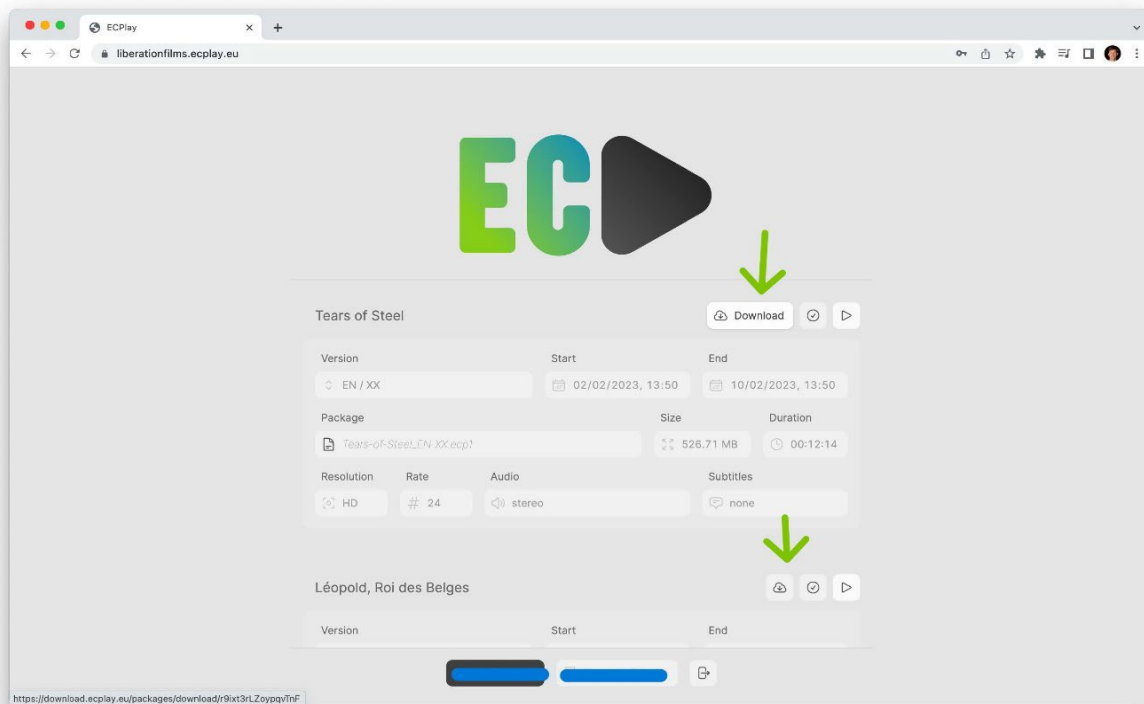 ECPlay
liberationfilms.ecplay.eu
EC
Tears of Steel
Download
Version Start End
EN / XX 02/02/2023, 13:50 10/02/2023, 13:50
Package Size Duration
Tears-of-Steel_EN-XX.ecp1 526.71 MB 00:12:14
Resolution Rate Audio Subtitles
HD # 24 stereo none
Léopold, Roi des Belges
Version Start End
https://download.ecplay.eu/packages/download/r9ixt3rLZoypqvTnF